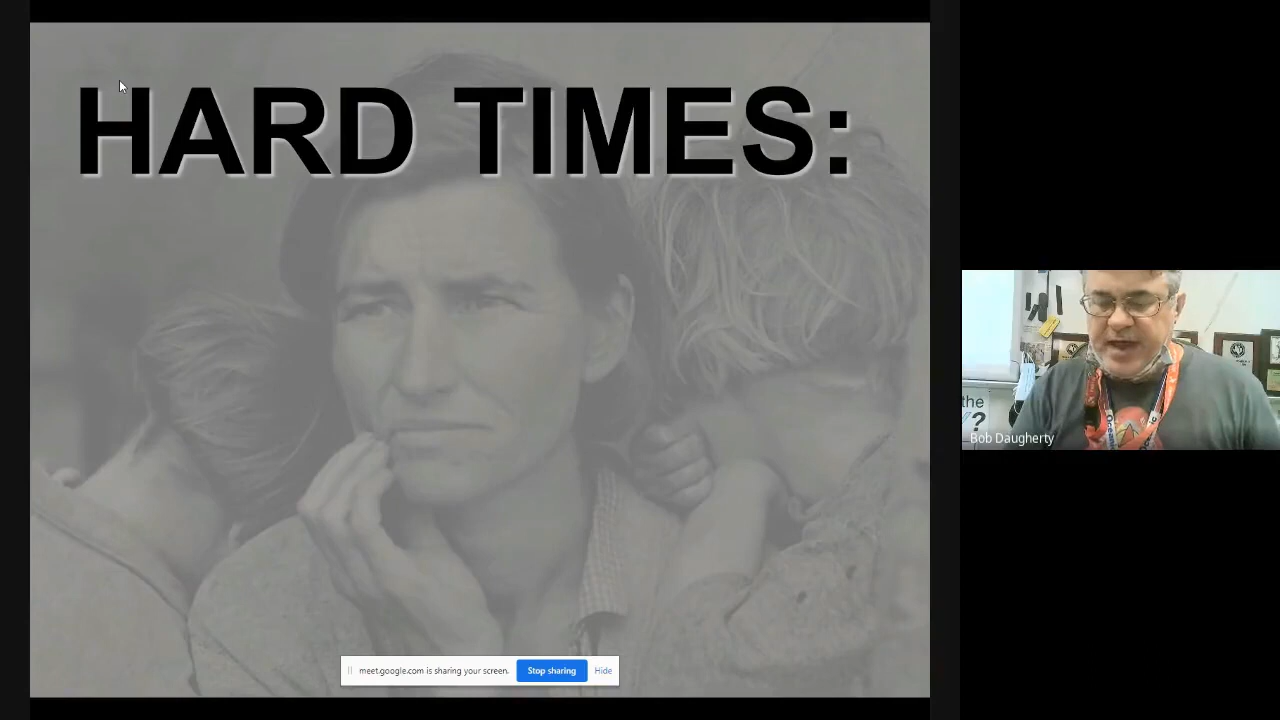 HARD TIMES:
meet.google.com is sharing your screen.
Stop sharing
Hide
the
?
Bob Daugherty